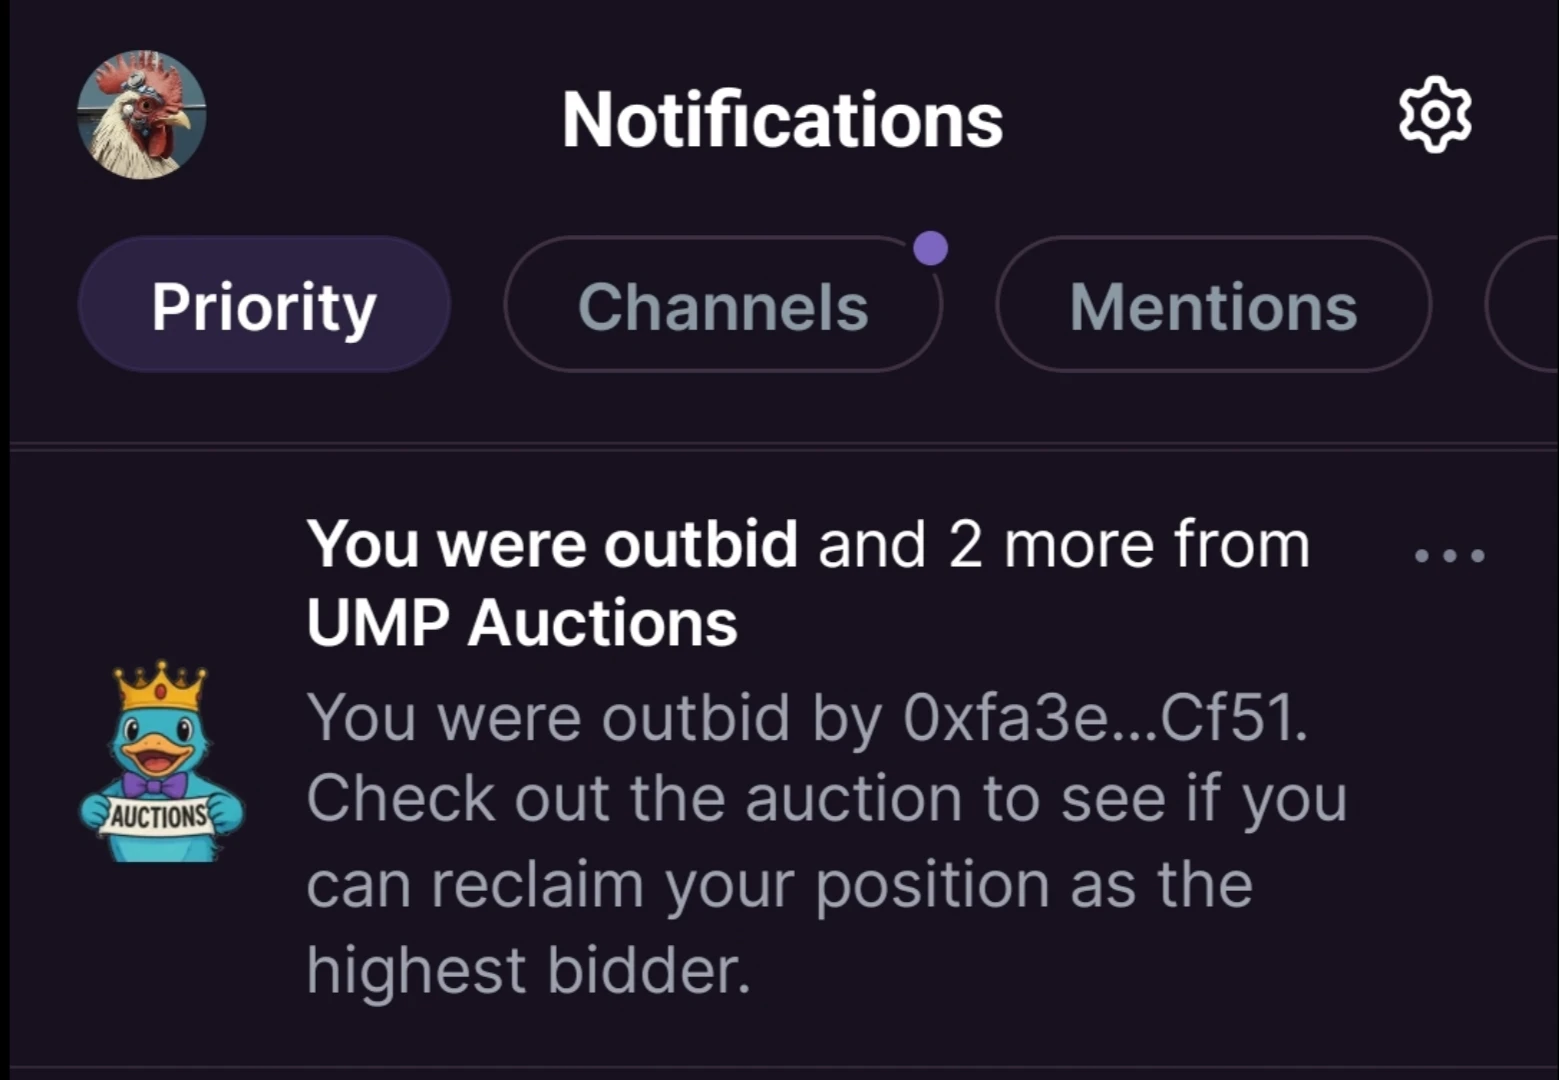 Notifications
Priority
Channels
Mentions
You were outbid and 2 more from
UMP Auctions
You were outbid by 0xfa3e...Cf51.
Check out the auction to see if you
can reclaim your position as the
highest bidder.
AUCTIONS